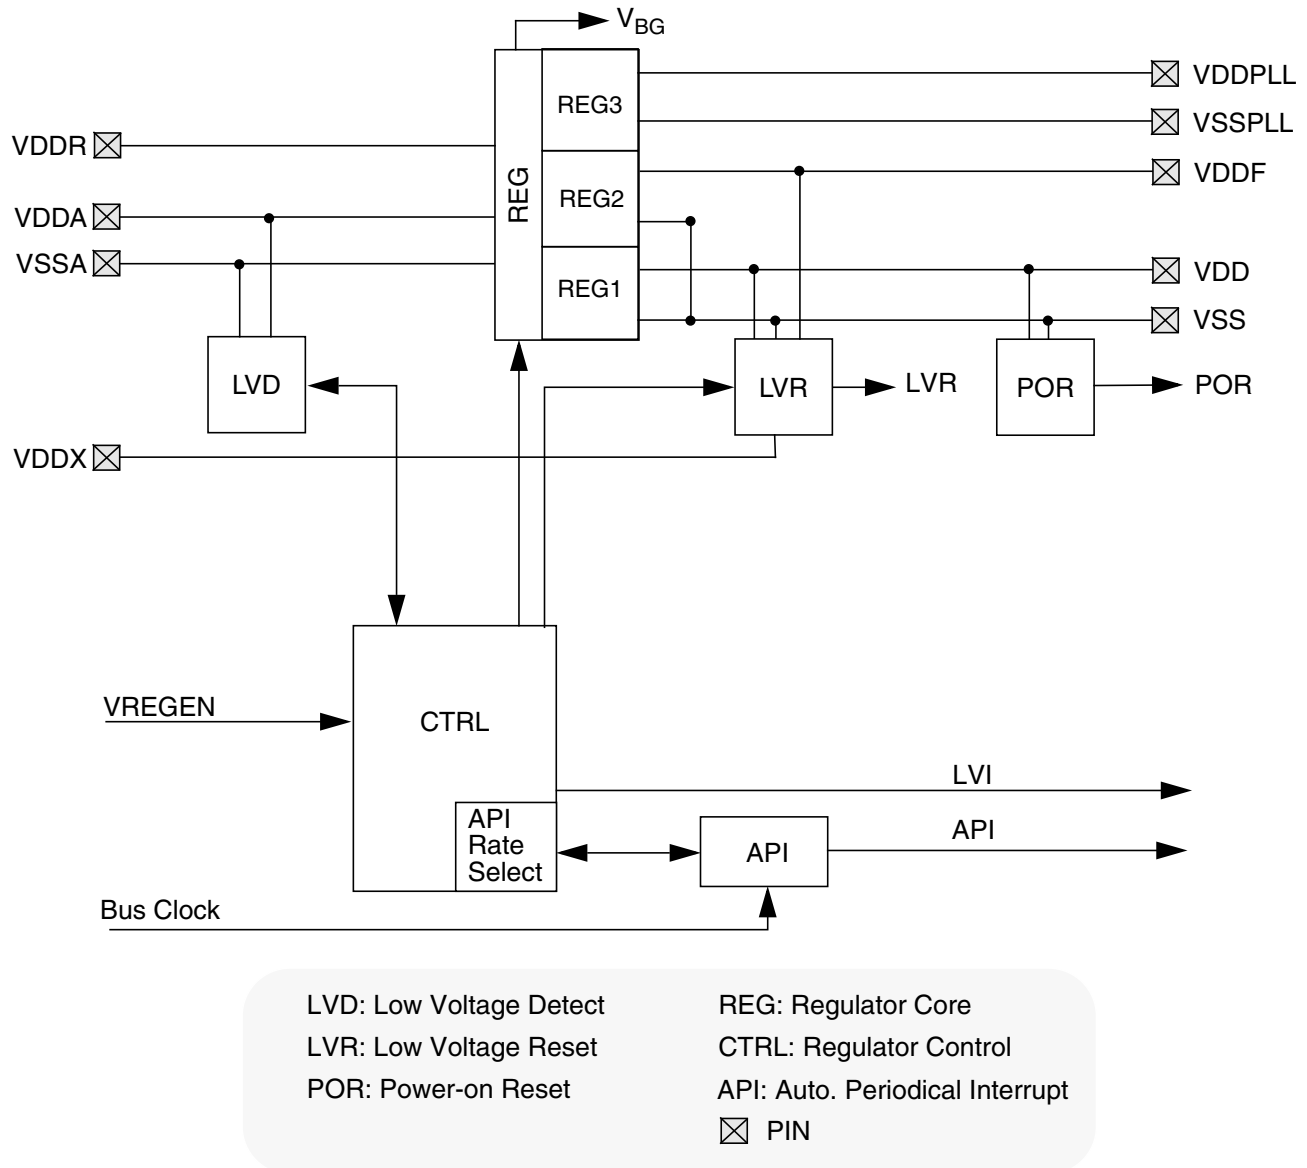 VBG
REG3
REG2
REG1
REG
VDDPLL
VSSPLL
VDDF
VDD
VSS
VDDR
VDDA
VSSA
LVD
LVR
LVR
POR
POR
VDDX
VREGEN
CTRL
LVI
API
Rate
Select
API
API
Bus Clock
LVD: Low Voltage Detect
LVR: Low Voltage Reset
POR: Power-on Reset
REG: Regulator Core
CTRL: Regulator Control
API: Auto. Periodical Interrupt
PIN